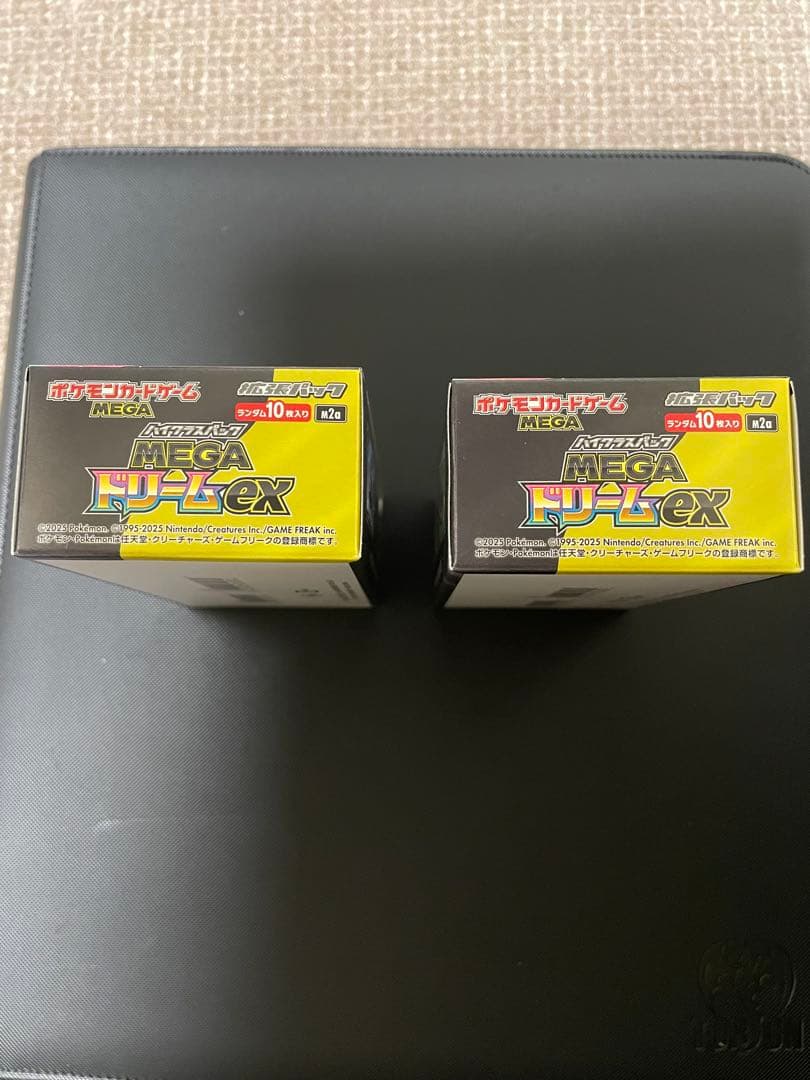 ポケモンカードゲーム
MEGA
拡張パック
ランダム10枚入り M2a
ハイクラスパック
MEGA
ドリームex
©2025 Pokémon. ©1995-2025 Nintendo/Creatures Inc./GAME FREAK inc.
ポケモン・Pokémonは任天堂・クリーチャーズ・ゲームフリークの登録商標です。
ポケモンカードゲーム
MEGA
拡張パック
ランダム10枚入り M2a
ハイクラスパック
MEGA
ドリームex
©2025 Pokémon. ©1995-2025 Nintendo/Creatures Inc./GAME FREAK inc.
ポケモン・Pokémonは任天堂・クリーチャーズ・ゲームフリークの登録商標です。